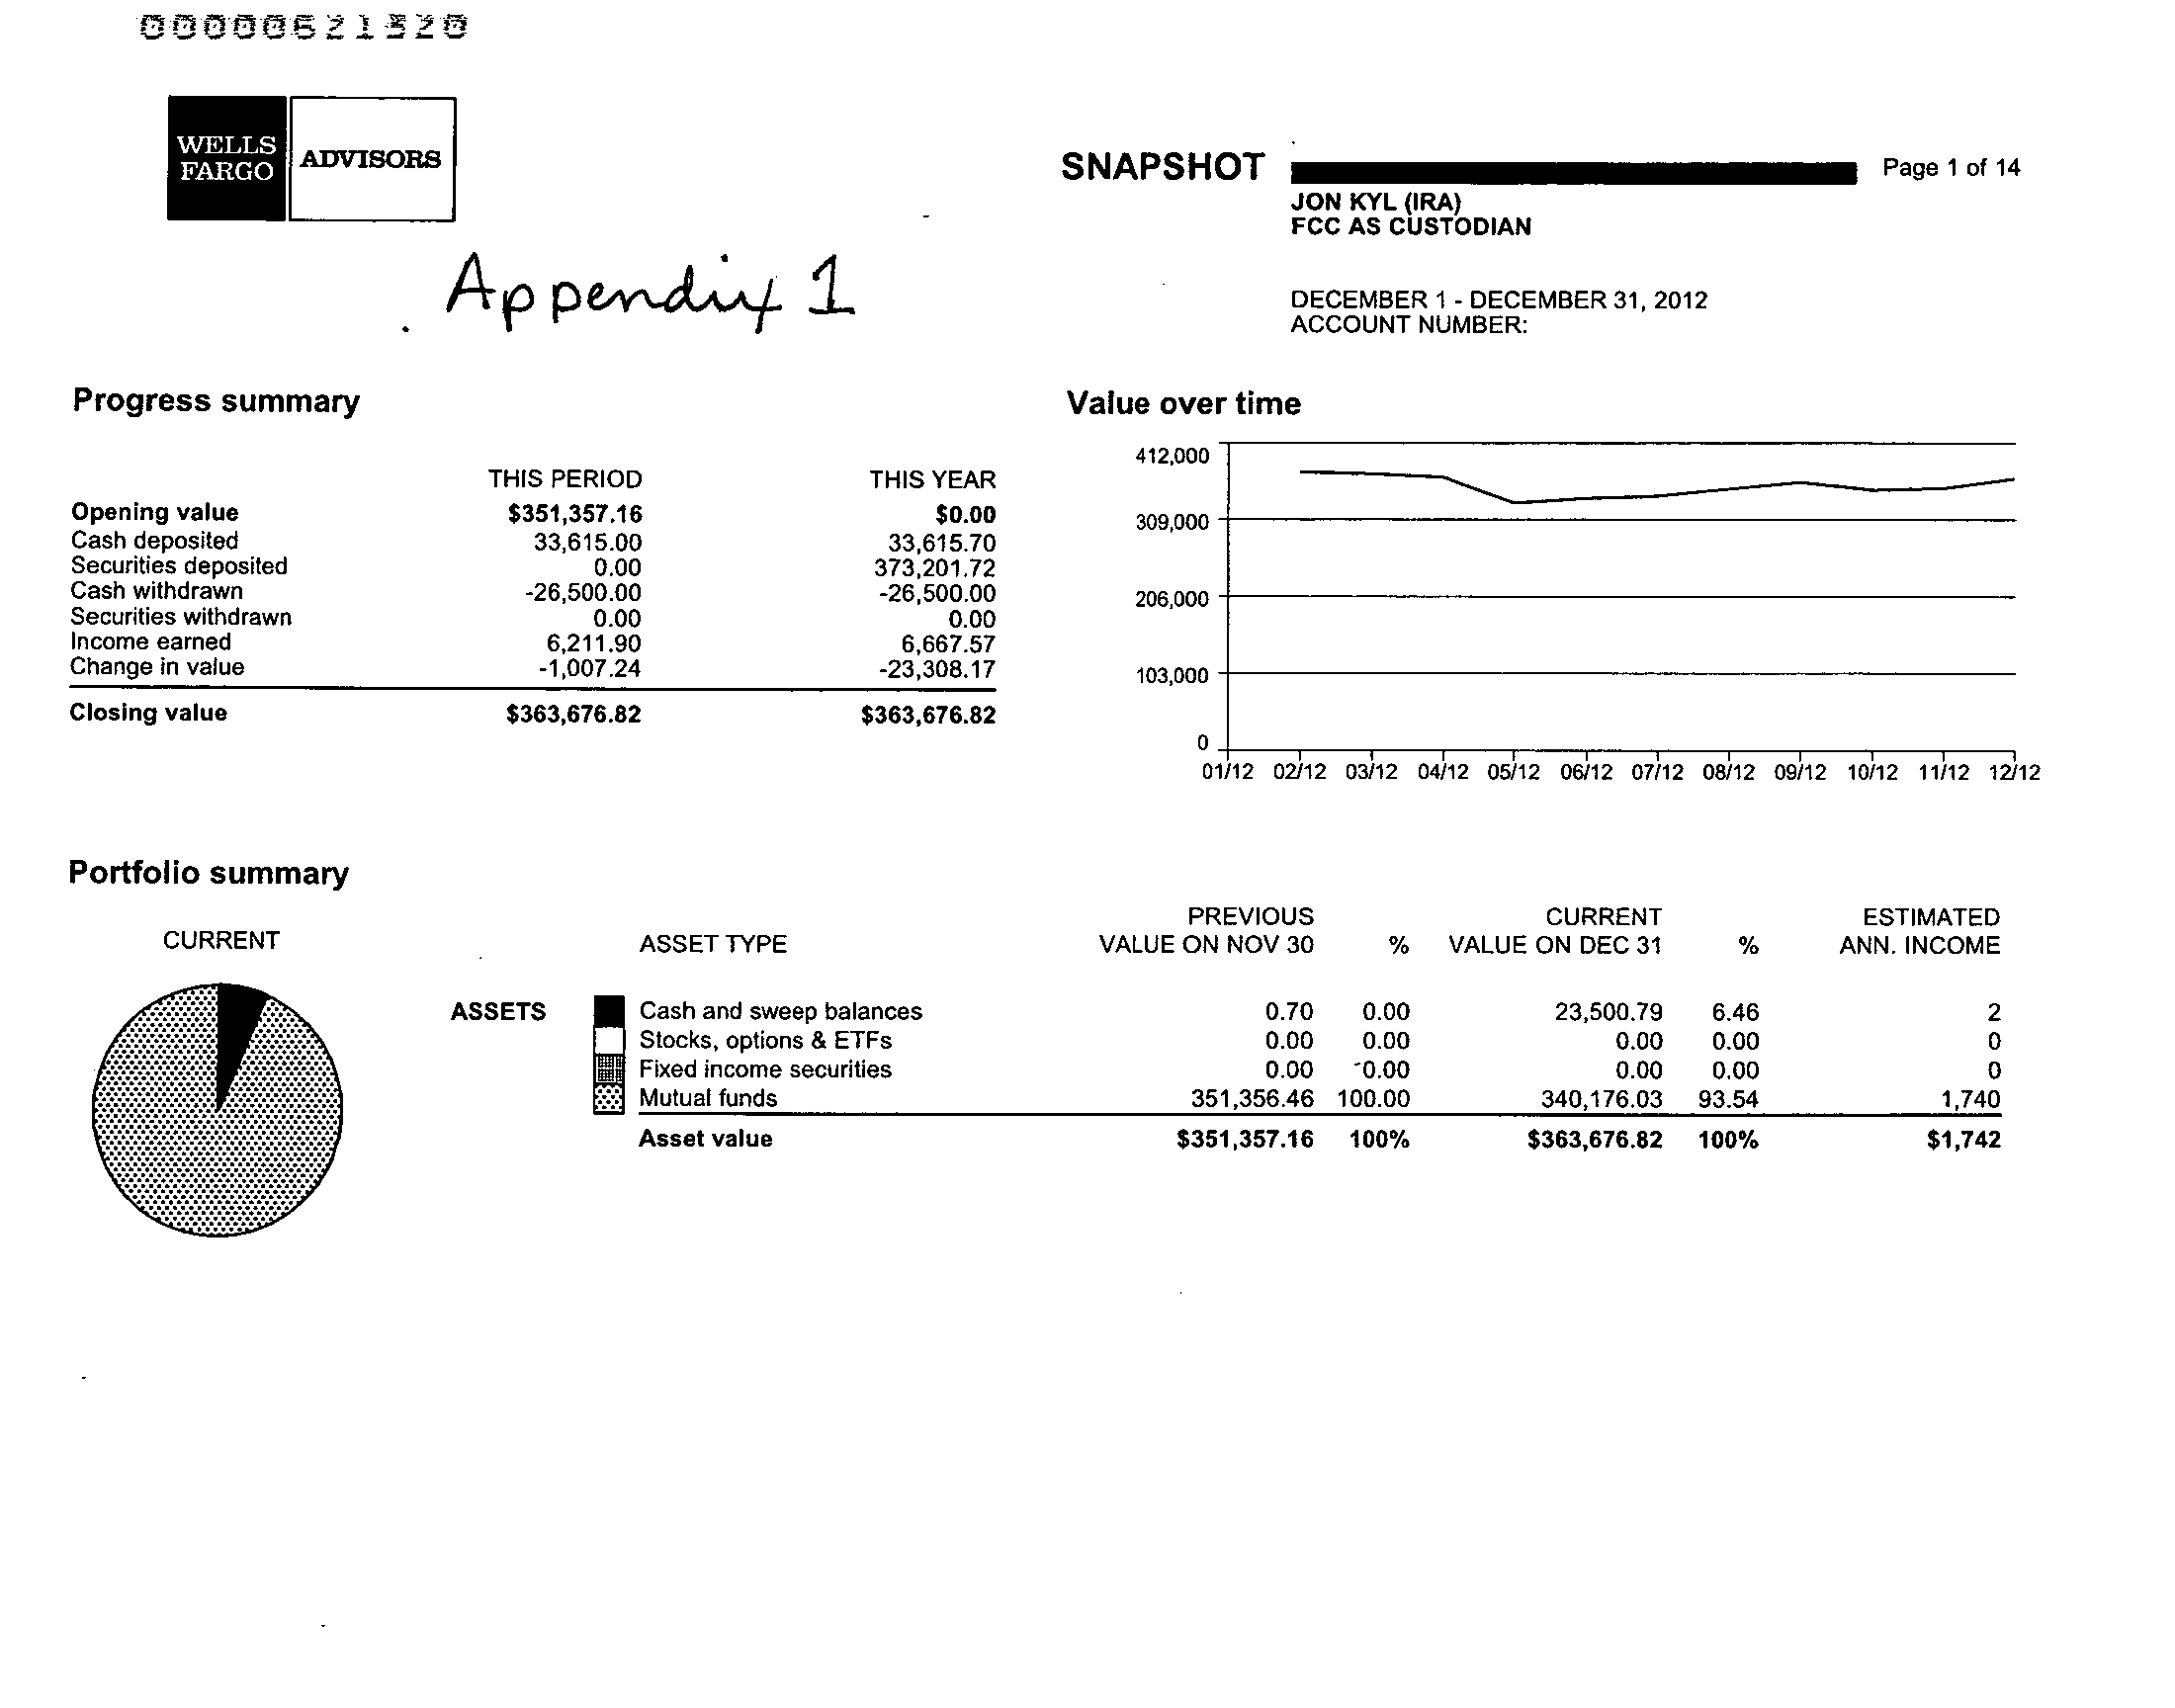 00000621320
WELLS
FARGO
ADVISORS
SNAPSHOT
Page 1 of 14
JON KYL (IRA)
FCC AS CUSTODIAN
Appendix 1
DECEMBER 1 - DECEMBER 31, 2012
ACCOUNT NUMBER:
Progress summary
THIS PERIOD THIS YEAR
Opening value $351,357.16 $0.00
Cash deposited 33,615.00 33,615.70
Securities deposited 0.00 373,201.72
Cash withdrawn -26,500.00 -26,500.00
Securities withdrawn 0.00 0.00
Income earned 6,211.90 6,667.57
Change in value -1,007.24 -23,308.17
Closing value $363,676.82 $363,676.82
Value over time
412,000
309,000
206,000
103,000
0
01/12 02/12 03/12 04/12 05/12 06/12 07/12 08/12 09/12 10/12 11/12 12/12
Portfolio summary
CURRENT
ASSET TYPE
PREVIOUS
VALUE ON NOV 30
%
CURRENT
VALUE ON DEC 31
%
ESTIMATED
ANN. INCOME
ASSETS Cash and sweep balances 0.70 0.00 23,500.79 6.46 2
Stocks, options & ETFs 0.00 0.00 0.00 0.00 0
Fixed income securities 0.00 0.00 0.00 0.00 0
Mutual funds 351,356.46 100.00 340,176.03 93.54 1,740
Asset value $351,357.16 100% $363,676.82 100% $1,742